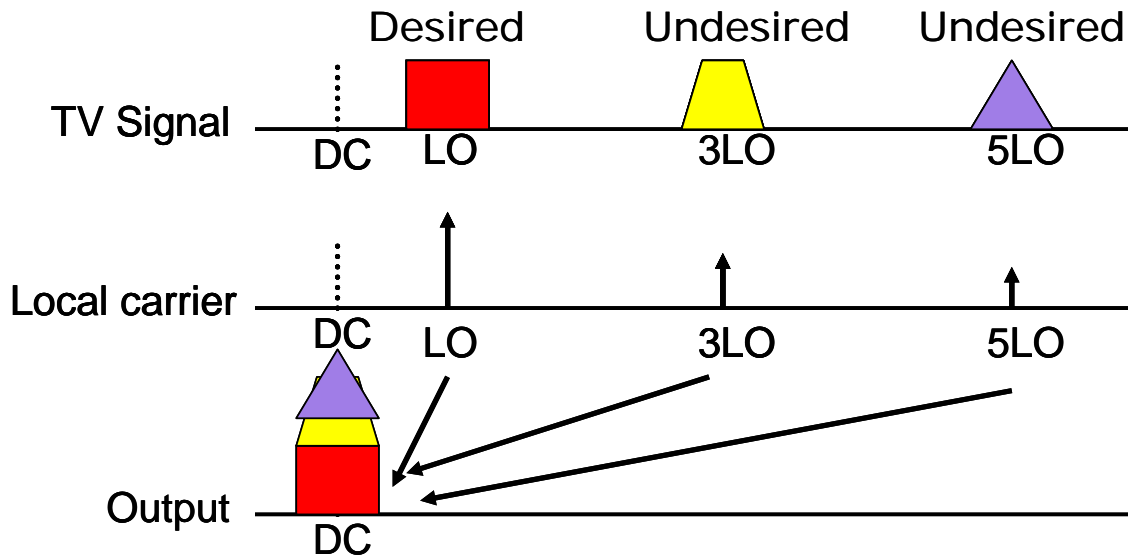 Desired Undesired Undesired
TV Signal
DC LO 3LO 5LO
Local carrier
DC LO 3LO 5LO
Output
DC